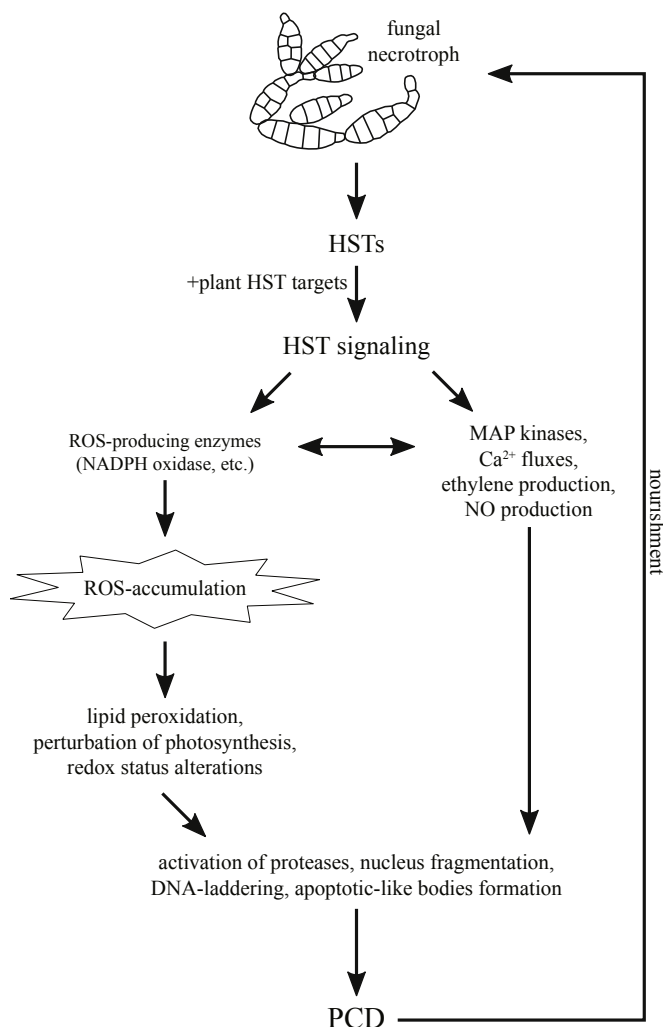 fungal
necrotroph
HSTs
+plant HST targets
HST signaling
ROS-producing enzymes
(NADPH oxidase, etc.)
MAP kinases,
Ca²⁺ fluxes,
ethylene production,
NO production
nourishment
ROS-accumulation
lipid peroxidation,
perturbation of photosynthesis,
redox status alterations
activation of proteases, nucleus fragmentation,
DNA-laddering, apoptotic-like bodies formation
PCD